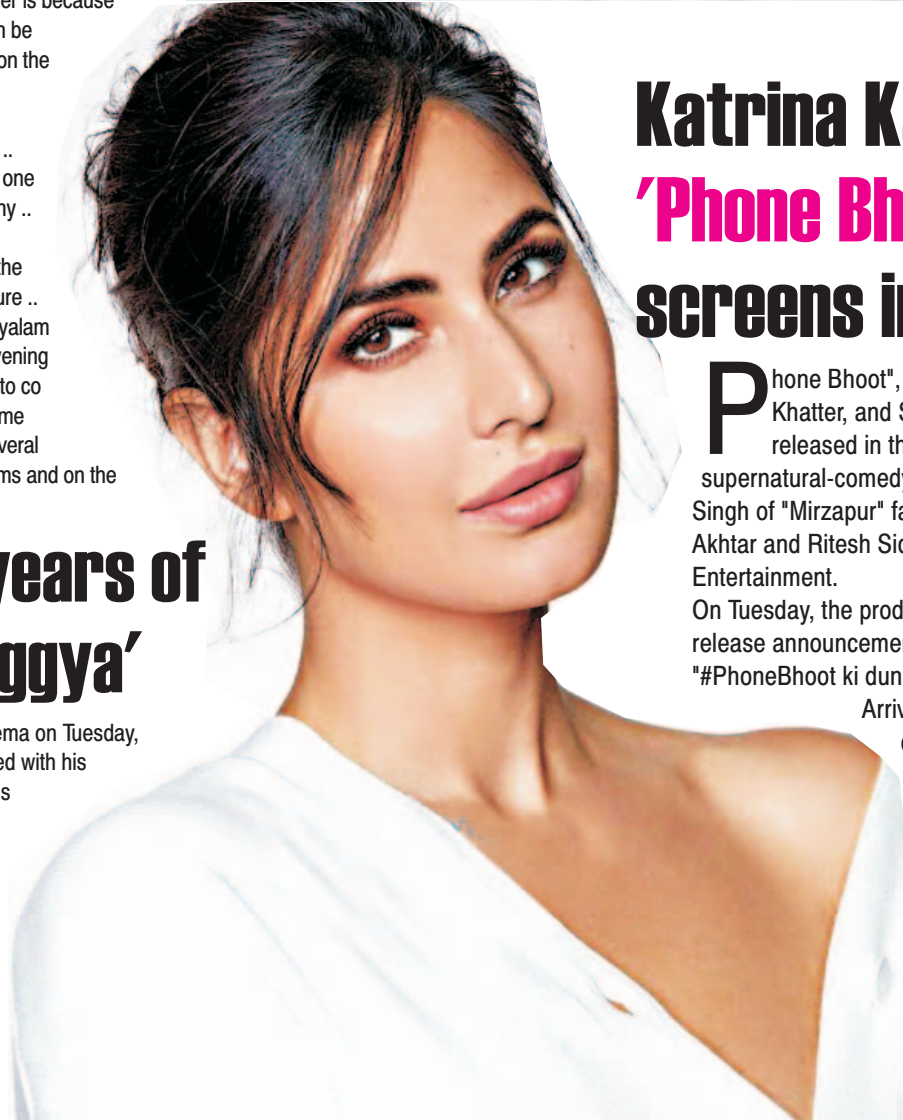 er is because
n be
on the
..
one
ny ..
the
ure ..
yalam
vening
to co
me
veral
ms and on the
years of
ggya'
ema on Tuesday,
ed with his
s
Katrina K
'Phone Bh
screens i
Phone Bhoot",
Khatter, and S
released in th
supernatural-comedy
Singh of "Mirzapur" fa
Akhtar and Ritesh Sid
Entertainment.
On Tuesday, the prod
release announcemen
"#PhoneBhoot ki dun
Arriv